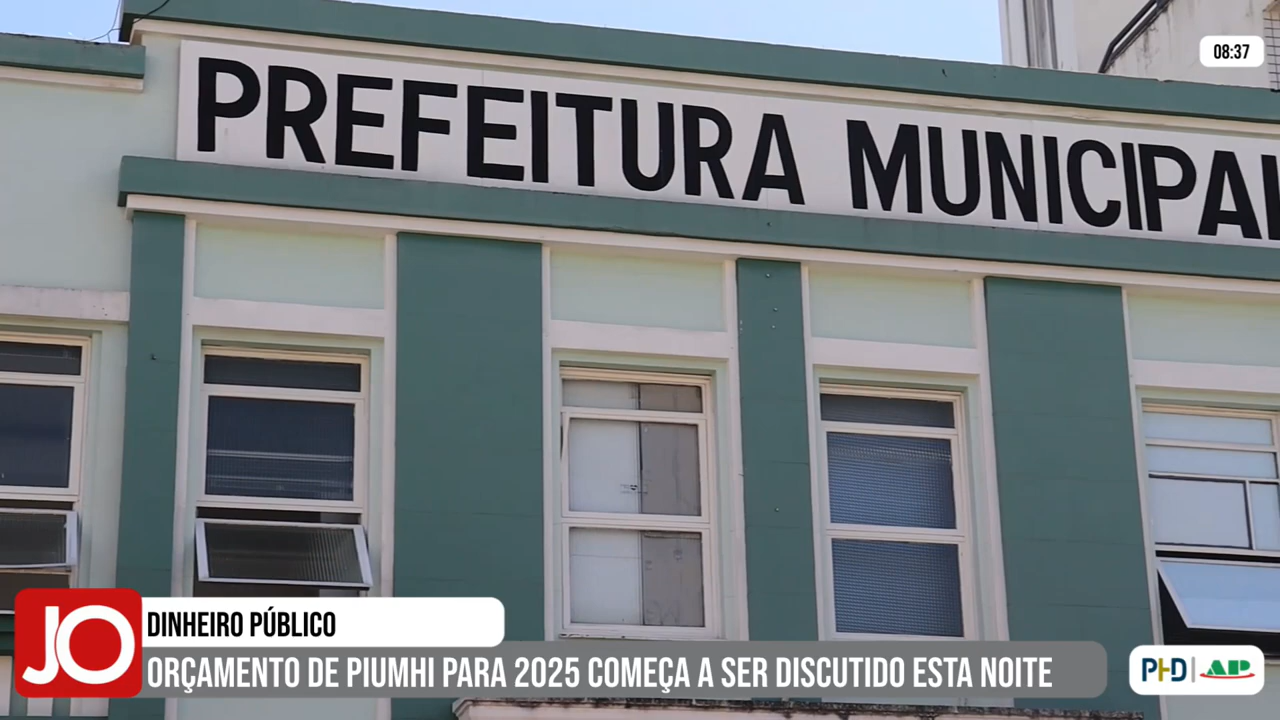 08:37
PREFEITURA MUNICIPAL
JO
DINHEIRO PÚBLICO
ORÇAMENTO DE PIUMHI PARA 2025 COMEÇA A SER DISCUTIDO ESTA NOITE
PHD | AP